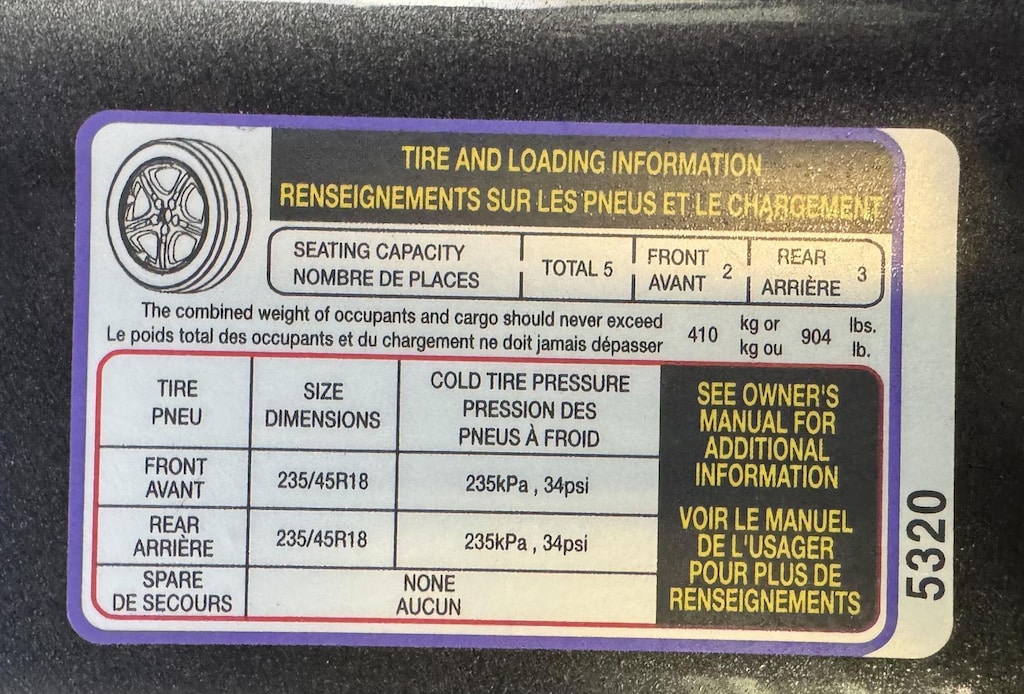 TIRE AND LOADING INFORMATION
RENSEIGNEMENTS SUR LES PNEUS ET LE CHARGEMENT
SEATING CAPACITY
NOMBRE DE PLACES
TOTAL 5
FRONT
AVANT 2
REAR
ARRIÈRE 3
The combined weight of occupants and cargo should never exceed
Le poids total des occupants et du chargement ne doit jamais dépasser
410
kg or
kg ou
904
lbs.
lb.
TIRE
PNEU
SIZE
DIMENSIONS
COLD TIRE PRESSURE
PRESSION DES
PNEUS À FROID
FRONT
AVANT
235/45R18
235kPa , 34psi
REAR
ARRIÈRE
235/45R18
235kPa , 34psi
SPARE
DE SECOURS
NONE
AUCUN
SEE OWNER'S
MANUAL FOR
ADDITIONAL
INFORMATION
VOIR LE MANUEL
DE L'USAGER
POUR PLUS DE
RENSEIGNEMENTS
5320